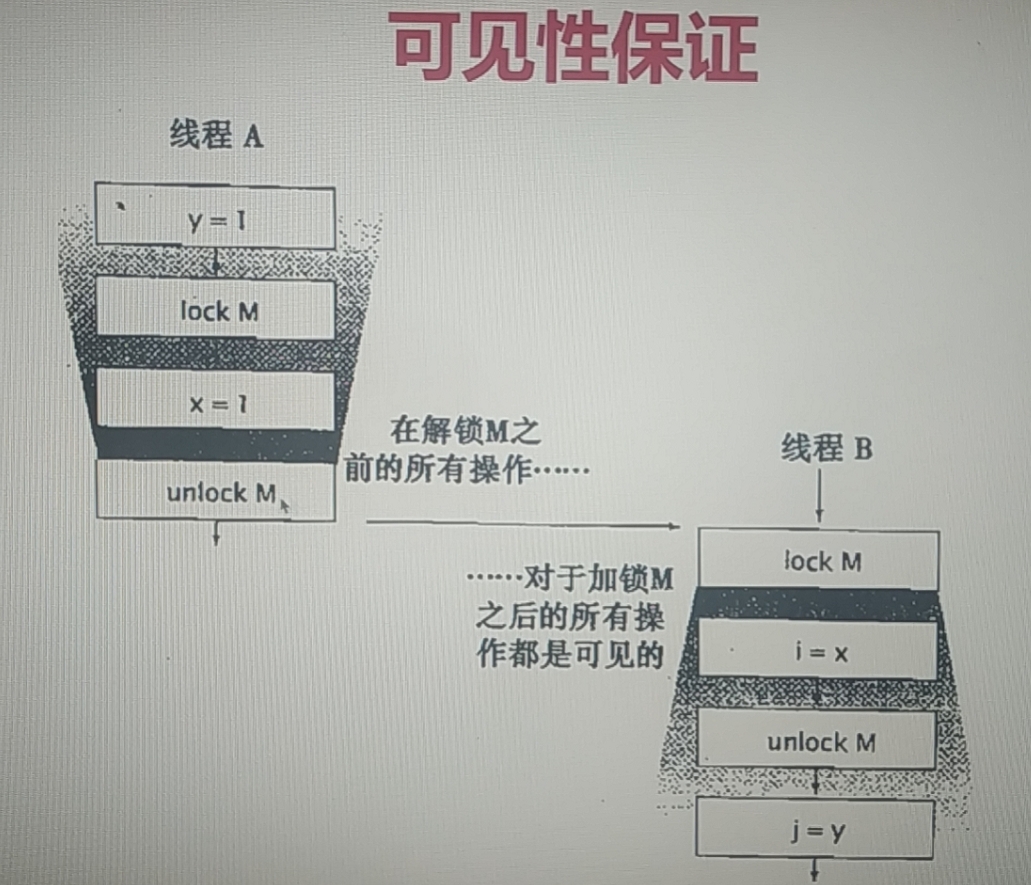 可见性保证
线程 A
y = 1
lock M
x = 1
unlock M
在解锁M之
前的所有操作……
……对于加锁M
之后的所有操
作都是可见的
线程 B
lock M
i = x
unlock M
j = y